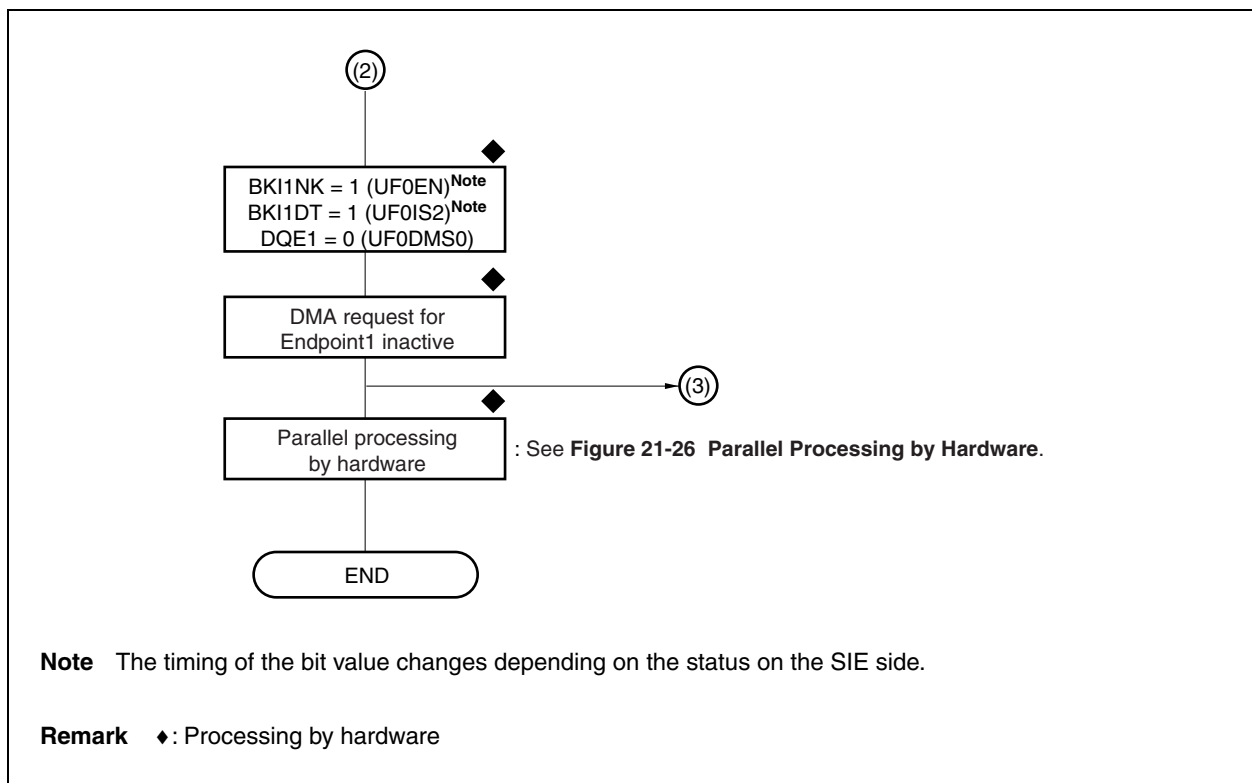 (2)
BKI1NK = 1 (UF0EN)Note
BKI1DT = 1 (UF0IS2)Note
DQE1 = 0 (UF0DMS0)
DMA request for
Endpoint1 inactive
(3)
Parallel processing
by hardware
: See Figure 21-26 Parallel Processing by Hardware.
END
Note The timing of the bit value changes depending on the status on the SIE side.
Remark ♦: Processing by hardware